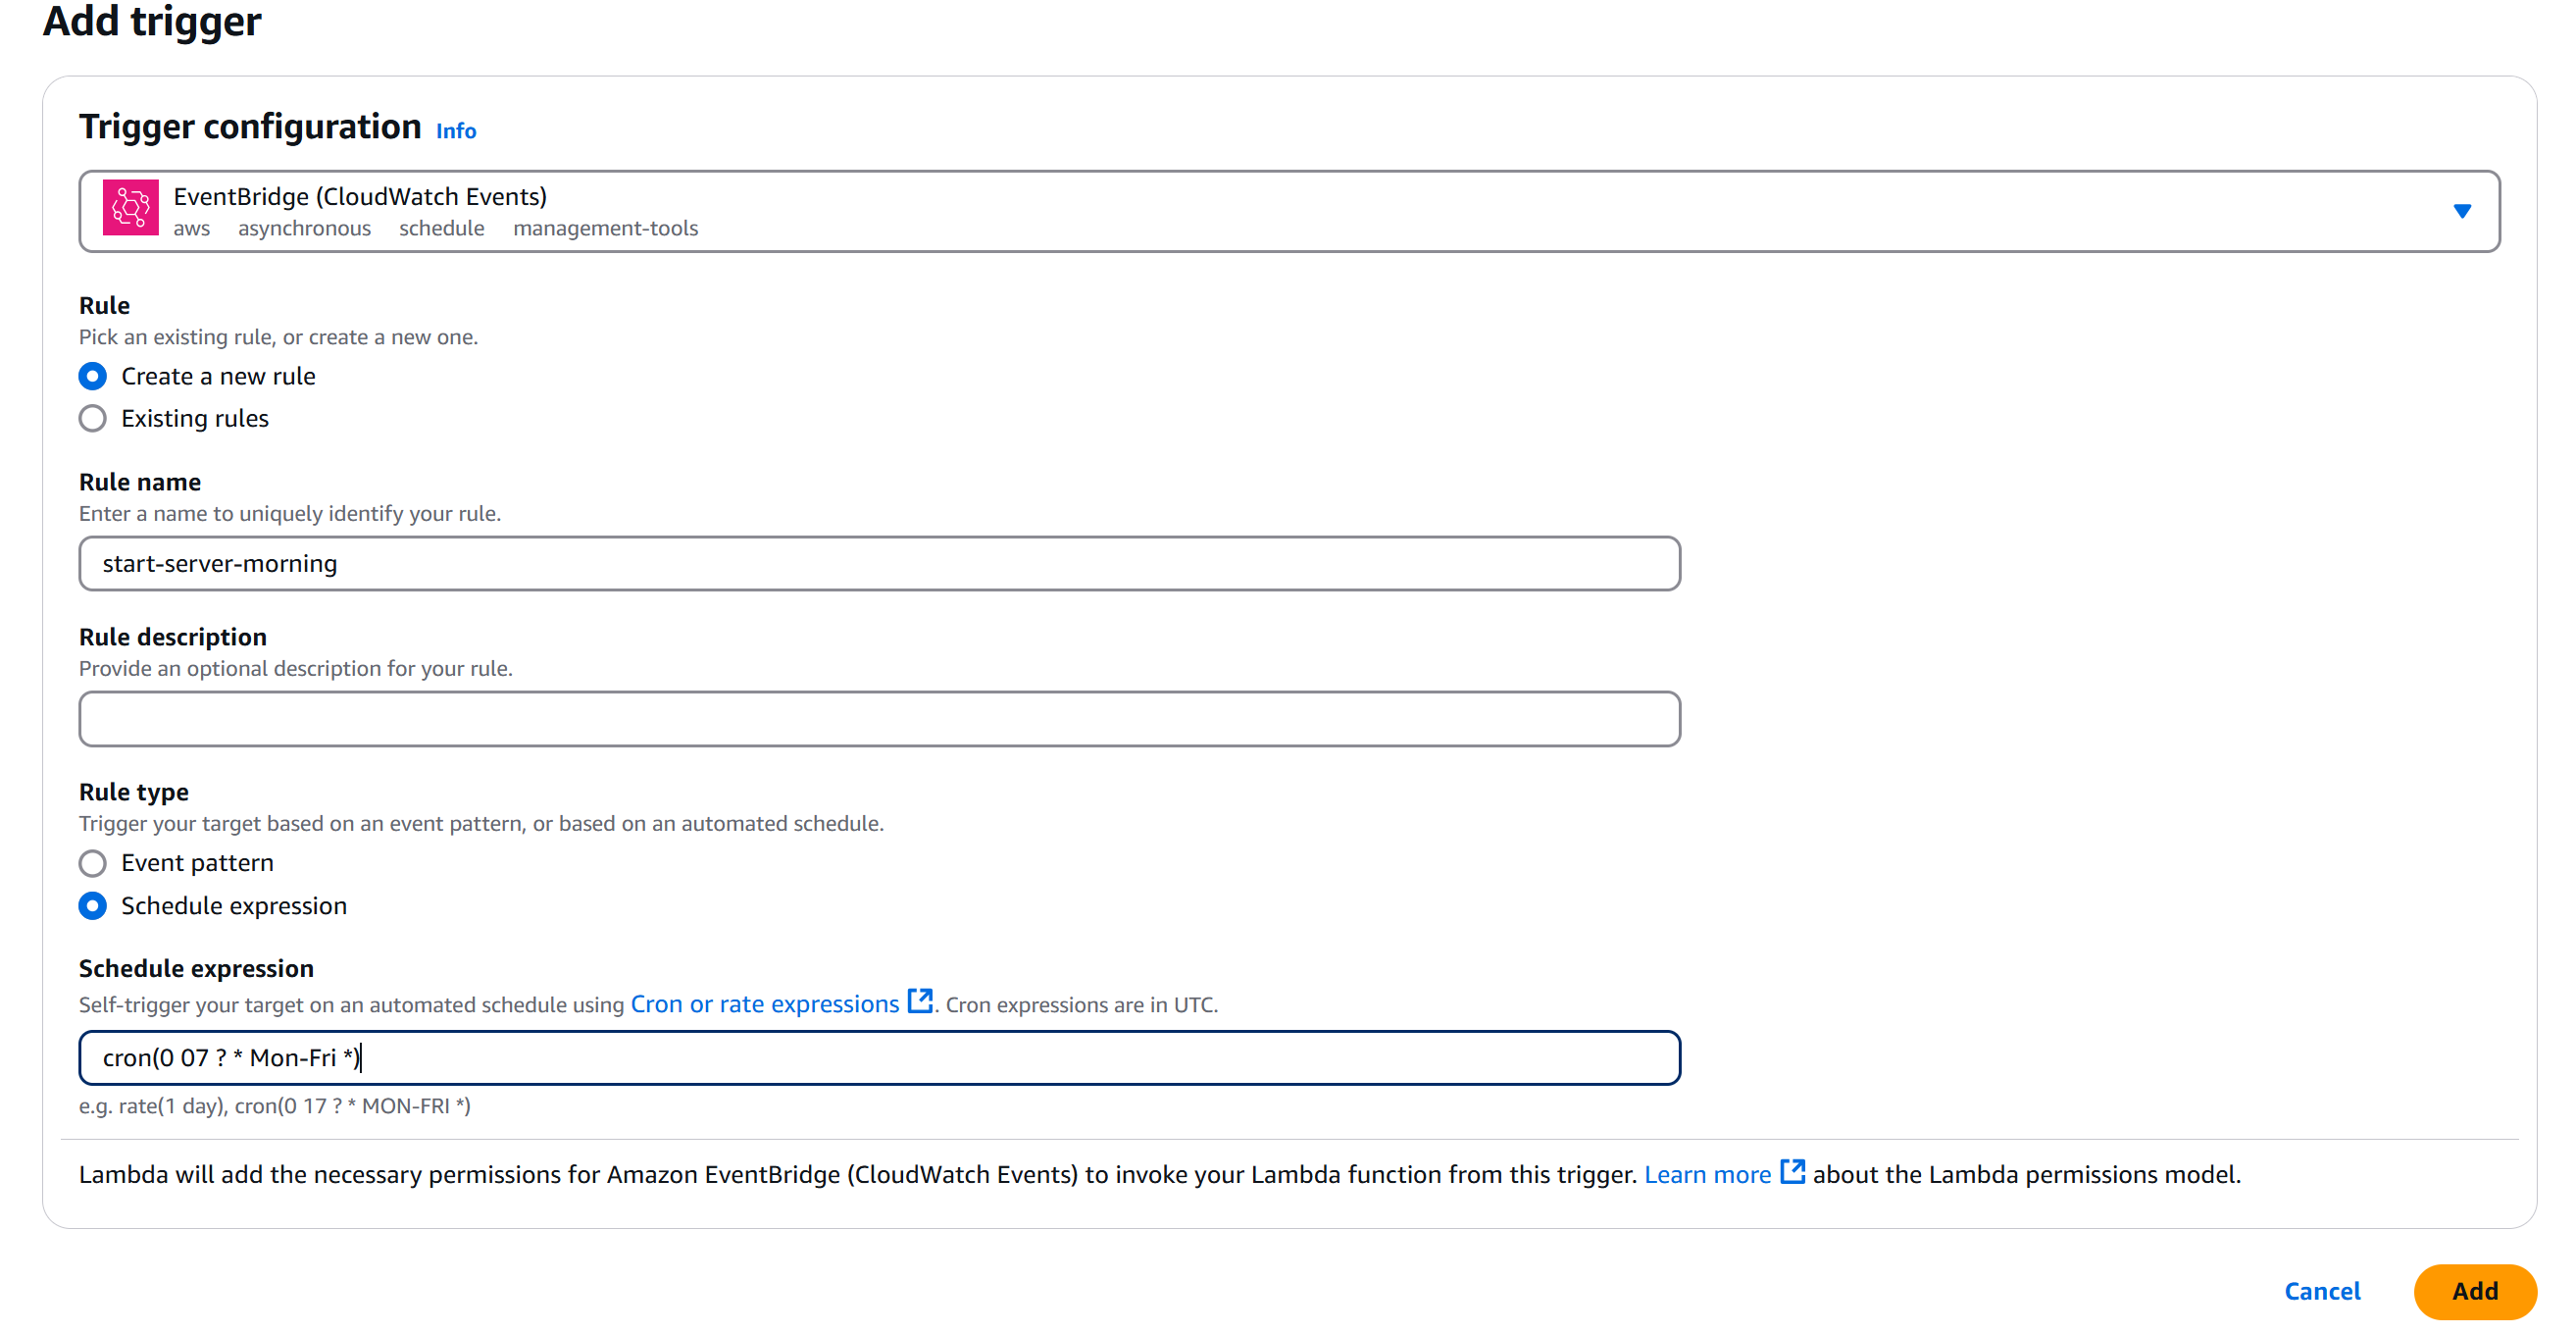 Add trigger
Trigger configuration Info
EventBridge (CloudWatch Events)
aws asynchronous schedule management-tools
Rule
Pick an existing rule, or create a new one.
Create a new rule
Existing rules
Rule name
Enter a name to uniquely identify your rule.
start-server-morning
Rule description
Provide an optional description for your rule.
Rule type
Trigger your target based on an event pattern, or based on an automated schedule.
Event pattern
Schedule expression
Schedule expression
Self-trigger your target on an automated schedule using Cron or rate expressions. Cron expressions are in UTC.
cron(0 07 ? * Mon-Fri *)
e.g. rate(1 day), cron(0 17 ? * MON-FRI *)
Lambda will add the necessary permissions for Amazon EventBridge (CloudWatch Events) to invoke your Lambda function from this trigger. Learn more about the Lambda permissions model.
Cancel Add